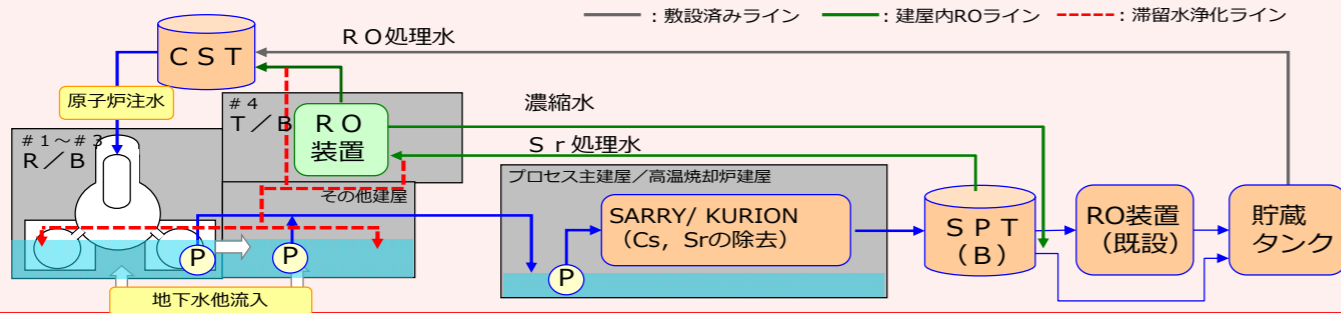 ：敷設済みライン
：建屋内ROライン
：滞留水浄化ライン
RO処理水
CST
原子炉注水
＃4
T／B
RO
装置
濃縮水
Sr処理水
＃1～＃3
R／B
その他建屋
プロセス主建屋／高温焼却炉建屋
SARRY/ KURION
（Cs，Srの除去）
SPT
（B）
RO装置
（既設）
貯蔵
タンク
P
P
P
地下水他流入